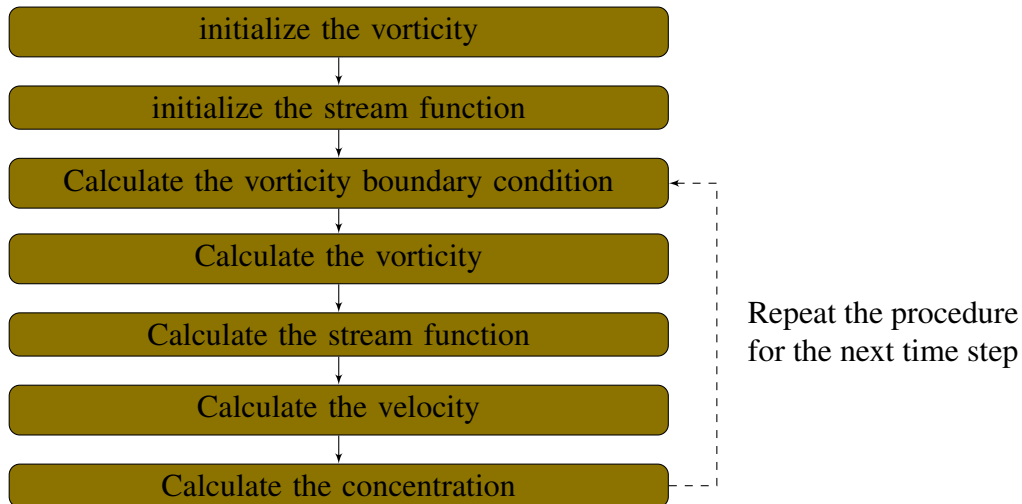 initialize the vorticity
initialize the stream function
Calculate the vorticity boundary condition
Calculate the vorticity
Calculate the stream function
Calculate the velocity
Calculate the concentration
Repeat the procedure
for the next time step